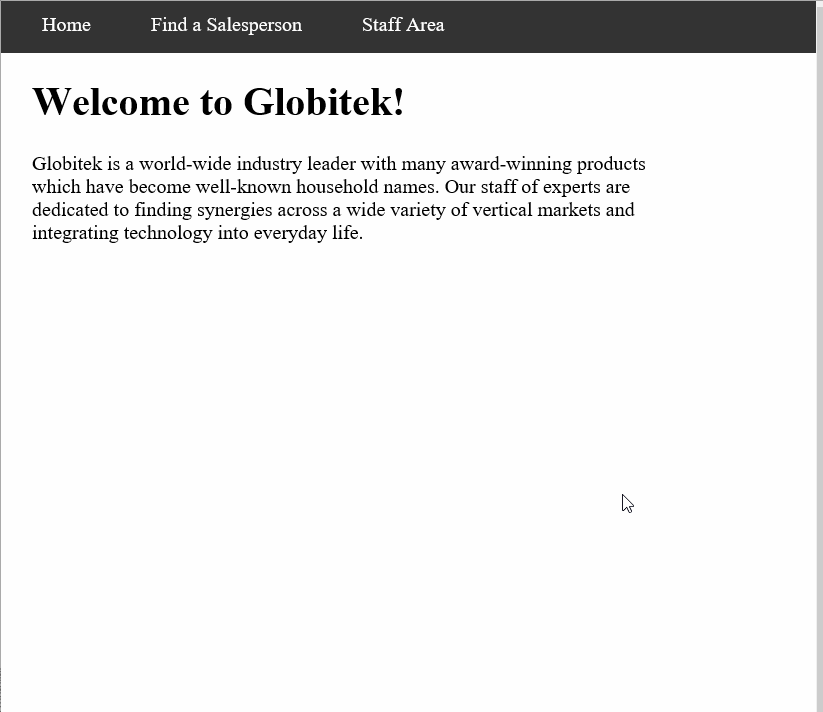 Home Find a Salesperson Staff Area
Welcome to Globitek!
Globitek is a world-wide industry leader with many award-winning products
which have become well-known household names. Our staff of experts are
dedicated to finding synergies across a wide variety of vertical markets and
integrating technology into everyday life.